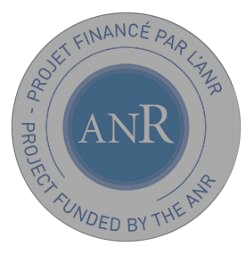 - PROJET FINANCÉ PAR L'ANR
ANR
- PROJECT FUNDED BY THE ANR